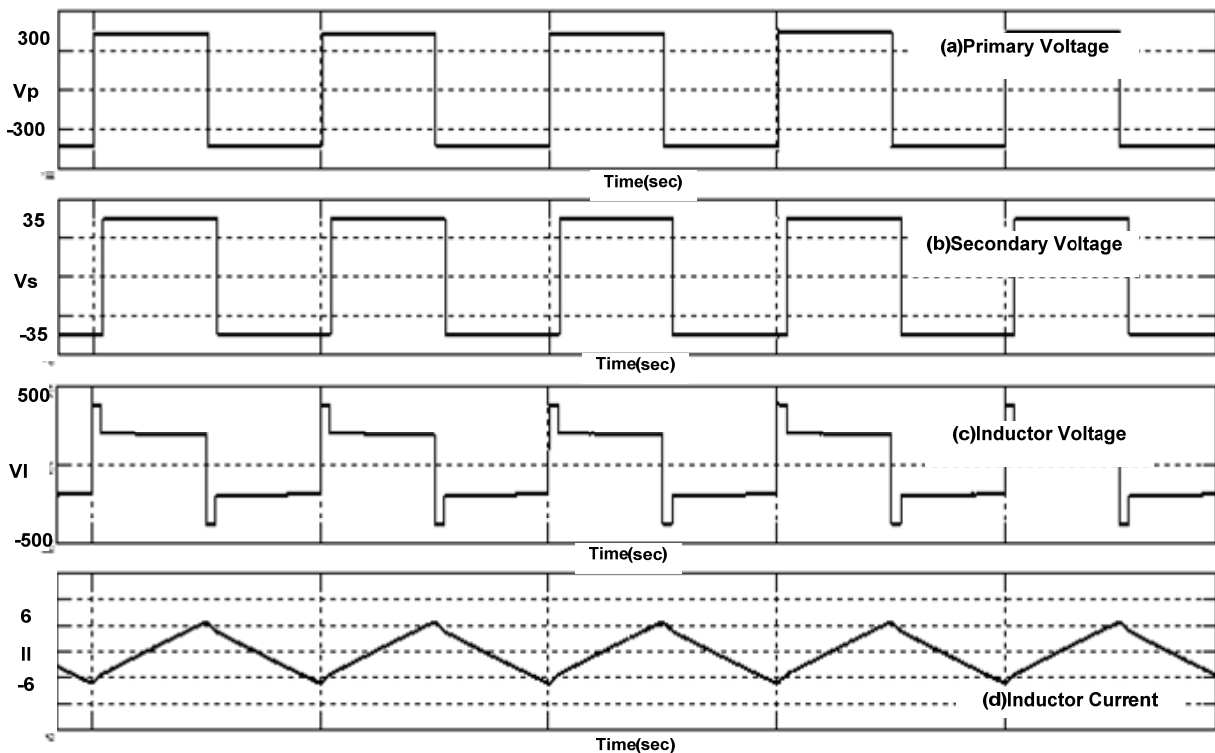 300
(a)Primary Voltage
Vp
-300
Time(sec)
35
(b)Secondary Voltage
Vs
-35
Time(sec)
500
(c)Inductor Voltage
Vl
-500
Time(sec)
6
Il
-6
(d)Inductor Current
Time(sec)